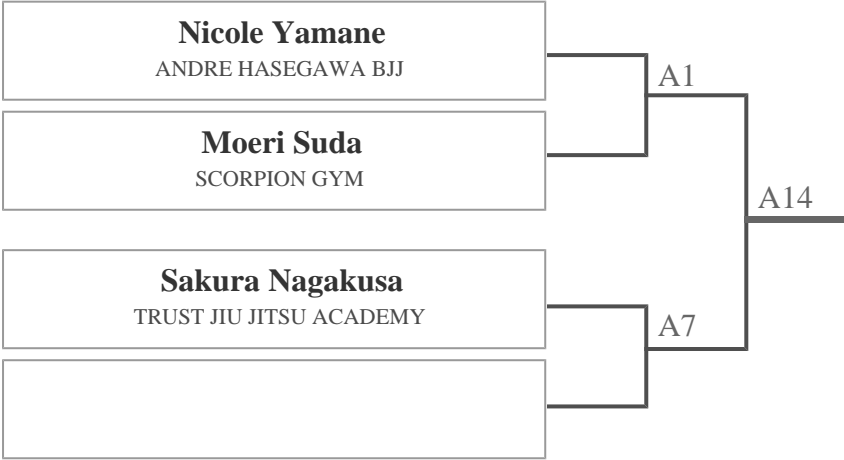 Nicole Yamane
ANDRE HASEGAWA BJJ
A1
Moeri Suda
SCORPION GYM
A14
Sakura Nagakusa
TRUST JIU JITSU ACADEMY
A7